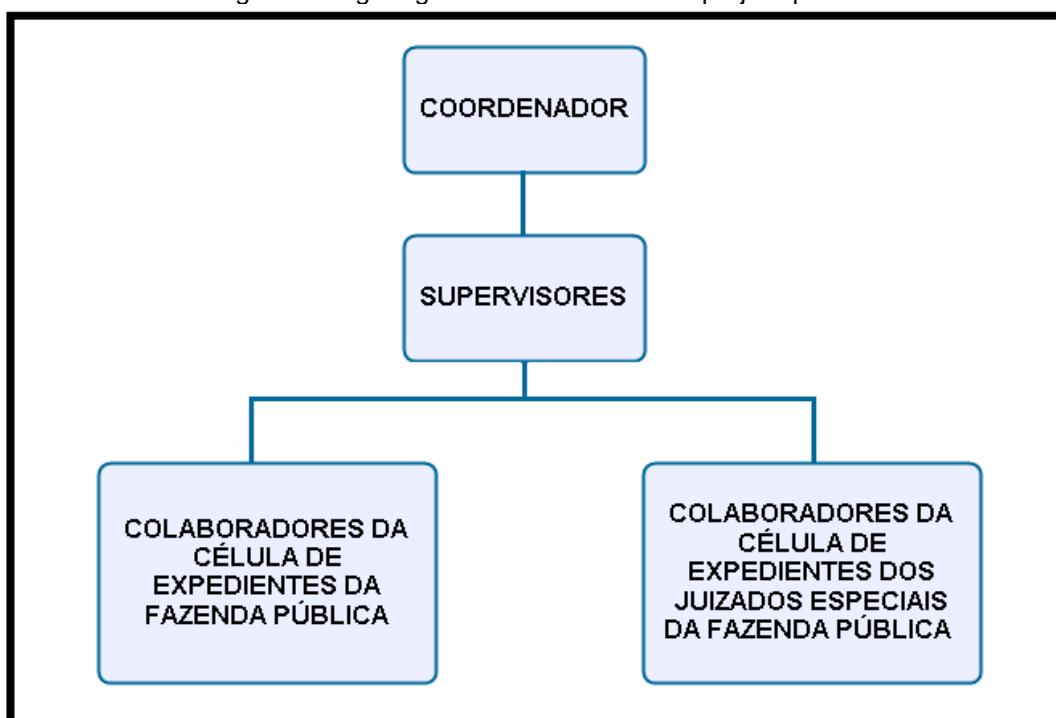 COORDENADOR
SUPERVISORES
COLABORADORES DA
CÉLULA DE
EXPEDIENTES DA
FAZENDA PÚBLICA
COLABORADORES DA
CÉLULA DE
EXPEDIENTES DOS
JUIZADOS ESPECIAIS
DA FAZENDA PÚBLICA